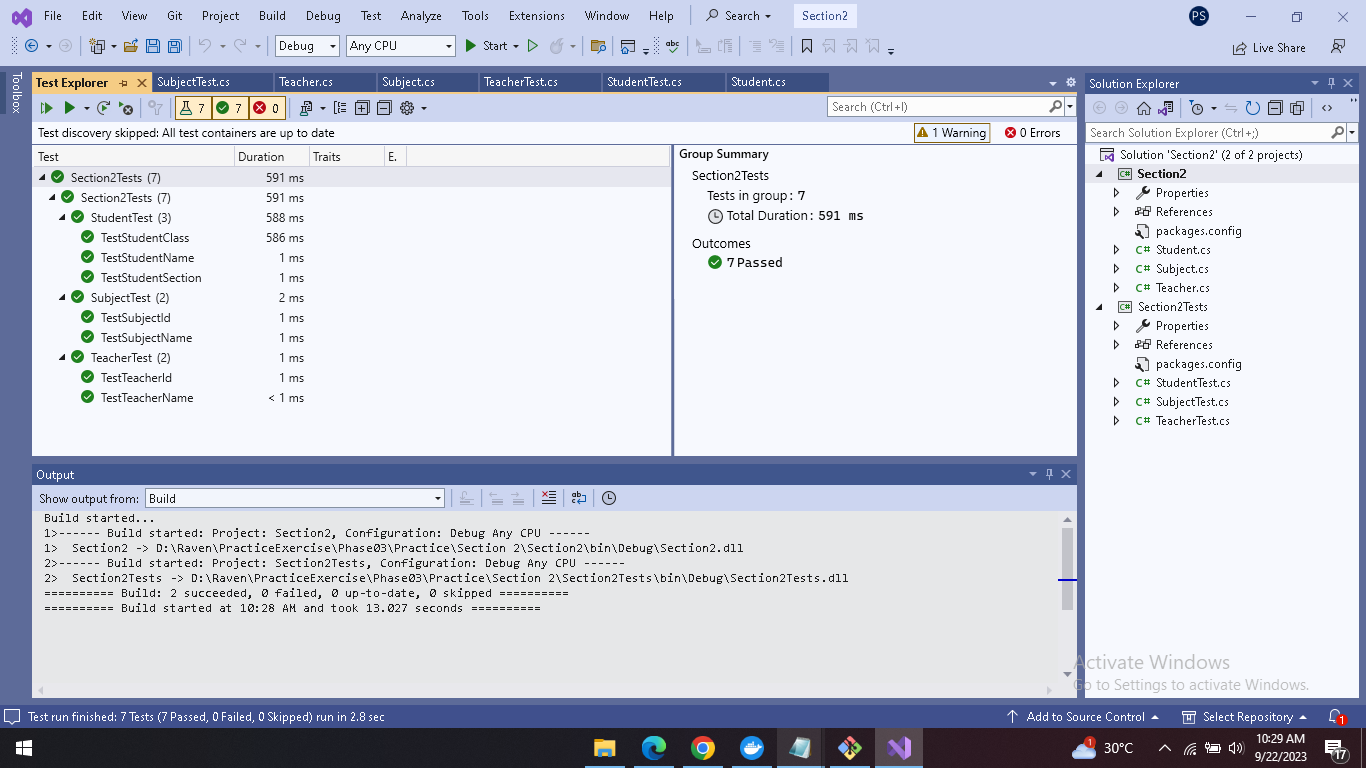 File Edit View Git Project Build Debug Test Analyze Tools Extensions Window Help Search Section2 PS
Debug Any CPU Start Live Share
Toolbox
Test Explorer SubjectTest.cs Teacher.cs Subject.cs TeacherTest.cs StudentTest.cs Student.cs
7 7 0 Search (Ctrl+I)
Test discovery skipped: All test containers are up to date 1 Warning 0 Errors
Test Duration Traits E.
Section2Tests (7) 591 ms
Section2Tests (7) 591 ms
StudentTest (3) 588 ms
TestStudentClass 586 ms
TestStudentName 1 ms
TestStudentSection 1 ms
SubjectTest (2) 2 ms
TestSubjectId 1 ms
TestSubjectName 1 ms
TeacherTest (2) 1 ms
TestTeacherId 1 ms
TestTeacherName < 1 ms
Group Summary
Section2Tests
Tests in group: 7
Total Duration: 591 ms
Outcomes
7 Passed
Solution Explorer
Search Solution Explorer (Ctrl+;)
Solution 'Section2' (2 of 2 projects)
Section2
Properties
References
packages.config
Student.cs
Subject.cs
Teacher.cs
Section2Tests
Properties
References
packages.config
StudentTest.cs
SubjectTest.cs
TeacherTest.cs
Output
Show output from: Build
Build started...
1>------ Build started: Project: Section2, Configuration: Debug Any CPU ------
1>  Section2 -> D:\Raven\PracticeExercise\Phase03\Practice\Section 2\Section2\bin\Debug\Section2.dll
2>------ Build started: Project: Section2Tests, Configuration: Debug Any CPU ------
2>  Section2Tests -> D:\Raven\PracticeExercise\Phase03\Practice\Section 2\Section2Tests\bin\Debug\Section2Tests.dll
========== Build: 2 succeeded, 0 failed, 0 up-to-date, 0 skipped ==========
========== Build started at 10:28 AM and took 13.027 seconds ==========
Activate Windows
Go to Settings to activate Windows.
Test run finished: 7 Tests (7 Passed, 0 Failed, 0 Skipped) run in 2.8 sec Add to Source Control Select Repository 1
1 30°C 10:29 AM
9/22/2023 17